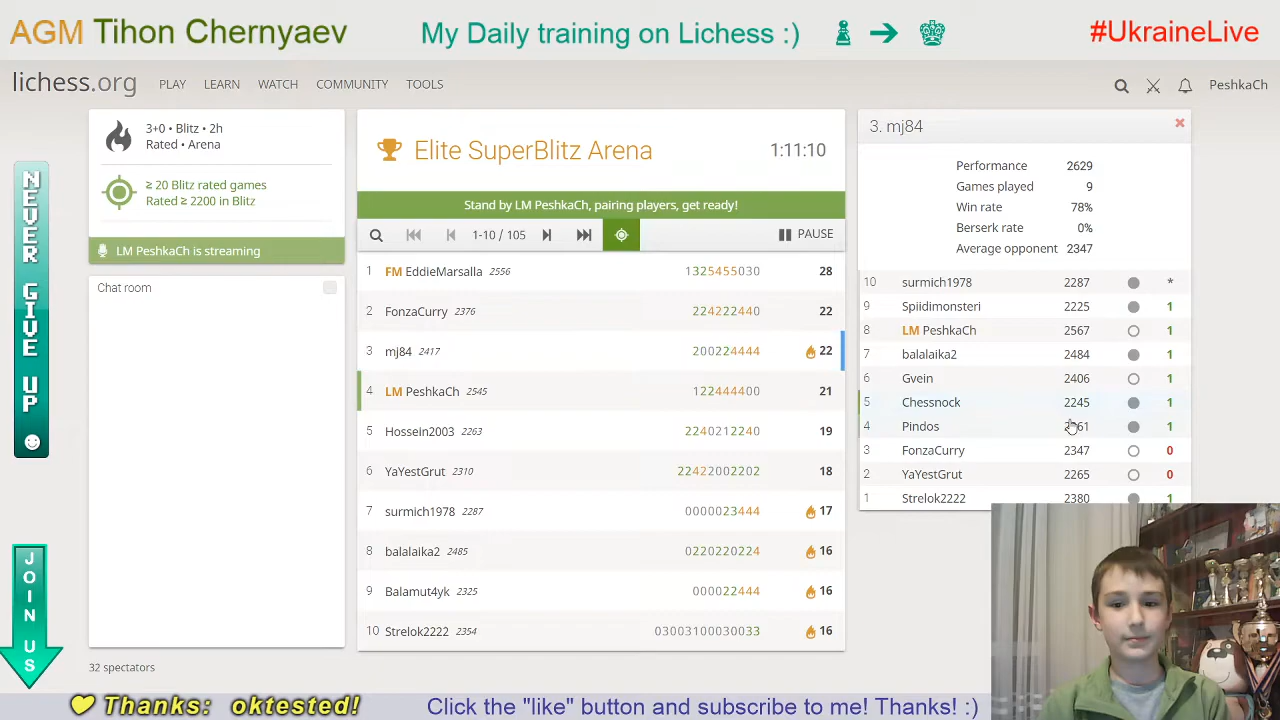 AGM Tihon Chernyaev
My Daily training on Lichess :)
#UkraineLive
lichess.org
PLAY
LEARN
WATCH
COMMUNITY
TOOLS
PeshkaCh
NEVER GIVE UP
JOIN US
3+0 • Blitz • 2h
Rated • Arena
≥ 20 Blitz rated games
Rated ≥ 2200 in Blitz
LM PeshkaCh is streaming
Chat room
32 spectators
Elite SuperBlitz Arena
1:11:10
Stand by LM PeshkaCh, pairing players, get ready!
1-10 / 105
PAUSE
1 FM EddieMarsalla 2556 1325455030 28
2 FonzaCurry 2376 224222440 22
3 mj84 2417 200224444 22
4 LM PeshkaCh 2545 122444400 21
5 Hossein2003 2263 2240212240 19
6 YaYestGrut 2310 22422002202 18
7 surmich1978 2287 0000023444 17
8 balalaika2 2485 0220220224 16
9 Balamut4yk 2325 000022444 16
10 Strelok2222 2354 03003100030033 16
3. mj84
Performance 2629
Games played 9
Win rate 78%
Berserk rate 0%
Average opponent 2347
10 surmich1978 2287 *
9 Spiidimonsteri 2225 1
8 LM PeshkaCh 2567 1
7 balalaika2 2484 1
6 Gvein 2406 1
5 Chessnock 2245 1
4 Pindos 1
3 FonzaCurry 2347 0
2 YaYestGrut 2265 0
1 Strelok2222 2380 1
Thanks: oktested!
Click the "like" button and subscribe to me! Thanks! :)